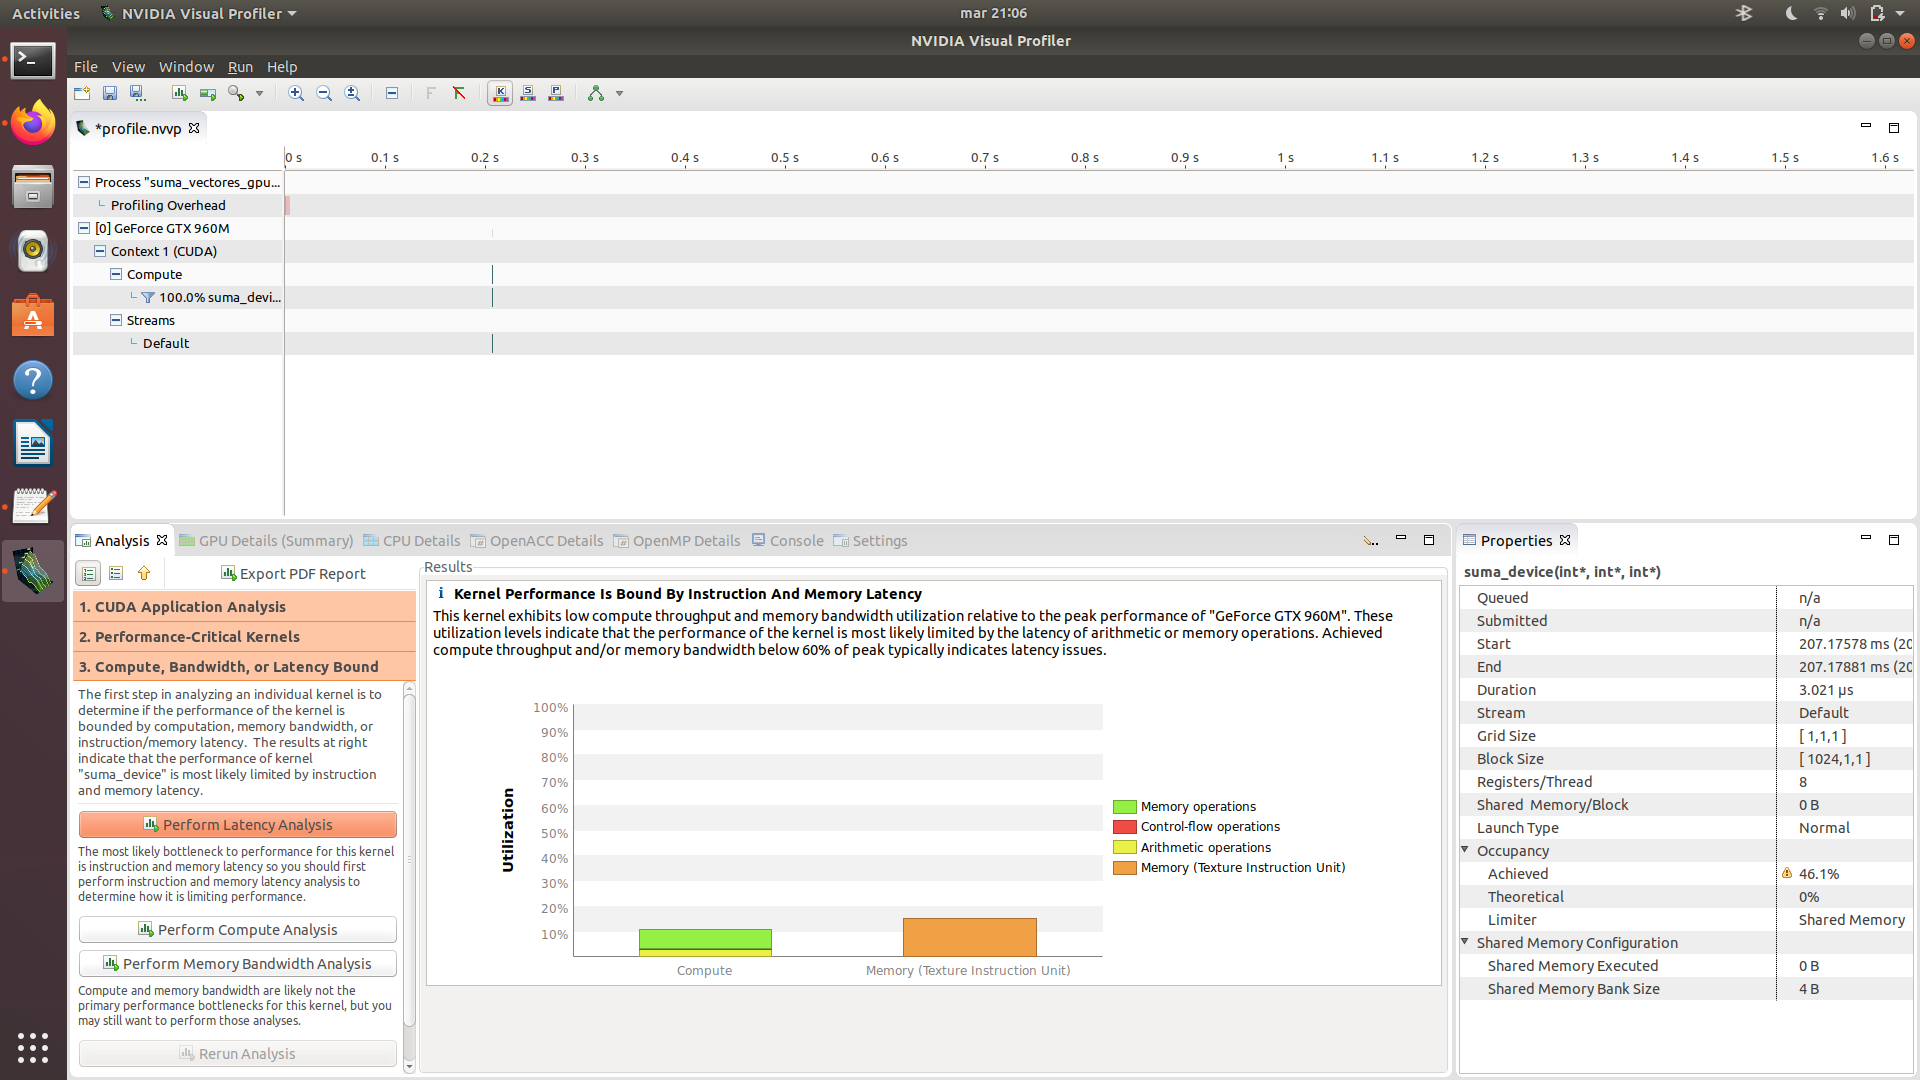 Activities
NVIDIA Visual Profiler
mar 21:06
NVIDIA Visual Profiler
File View Window Run Help
*profile.nvvp
0 s 0.1 s 0.2 s 0.3 s 0.4 s 0.5 s 0.6 s 0.7 s 0.8 s 0.9 s 1 s 1.1 s 1.2 s 1.3 s 1.4 s 1.5 s 1.6 s
Process "suma_vectores_gpu...
Profiling Overhead
[0] GeForce GTX 960M
Context 1 (CUDA)
Compute
100.0% suma_devi...
Streams
Default
Analysis GPU Details (Summary) CPU Details OpenACC Details OpenMP Details Console Settings
Export PDF Report
1. CUDA Application Analysis
2. Performance-Critical Kernels
3. Compute, Bandwidth, or Latency Bound
The first step in analyzing an individual kernel is to
determine if the performance of the kernel is
bounded by computation, memory bandwidth, or
instruction/memory latency. The results at right
indicate that the performance of kernel
"suma_device" is most likely limited by instruction
and memory latency.
Perform Latency Analysis
The most likely bottleneck to performance for this kernel
is instruction and memory latency so you should first
perform instruction and memory latency analysis to
determine how it is limiting performance.
Perform Compute Analysis
Perform Memory Bandwidth Analysis
Compute and memory bandwidth are likely not the
primary performance bottlenecks for this kernel, but you
may still want to perform those analyses.
Rerun Analysis
Results
Kernel Performance Is Bound By Instruction And Memory Latency
This kernel exhibits low compute throughput and memory bandwidth utilization relative to the peak performance of "GeForce GTX 960M". These
utilization levels indicate that the performance of the kernel is most likely limited by the latency of arithmetic or memory operations. Achieved
compute throughput and/or memory bandwidth below 60% of peak typically indicates latency issues.
Utilization
100%
90%
80%
70%
60%
50%
40%
30%
20%
10%
Compute
Memory (Texture Instruction Unit)
Memory operations
Control-flow operations
Arithmetic operations
Memory (Texture Instruction Unit)
Properties
suma_device(int*, int*, int*)
Queued n/a
Submitted n/a
Start 207.17578 ms (20
End 207.17881 ms (20
Duration 3.021 µs
Stream Default
Grid Size [ 1,1,1 ]
Block Size [ 1024,1,1 ]
Registers/Thread 8
Shared Memory/Block 0 B
Launch Type Normal
Occupancy
Achieved 46.1%
Theoretical 0%
Limiter Shared Memory
Shared Memory Configuration
Shared Memory Executed 0 B
Shared Memory Bank Size 4 B